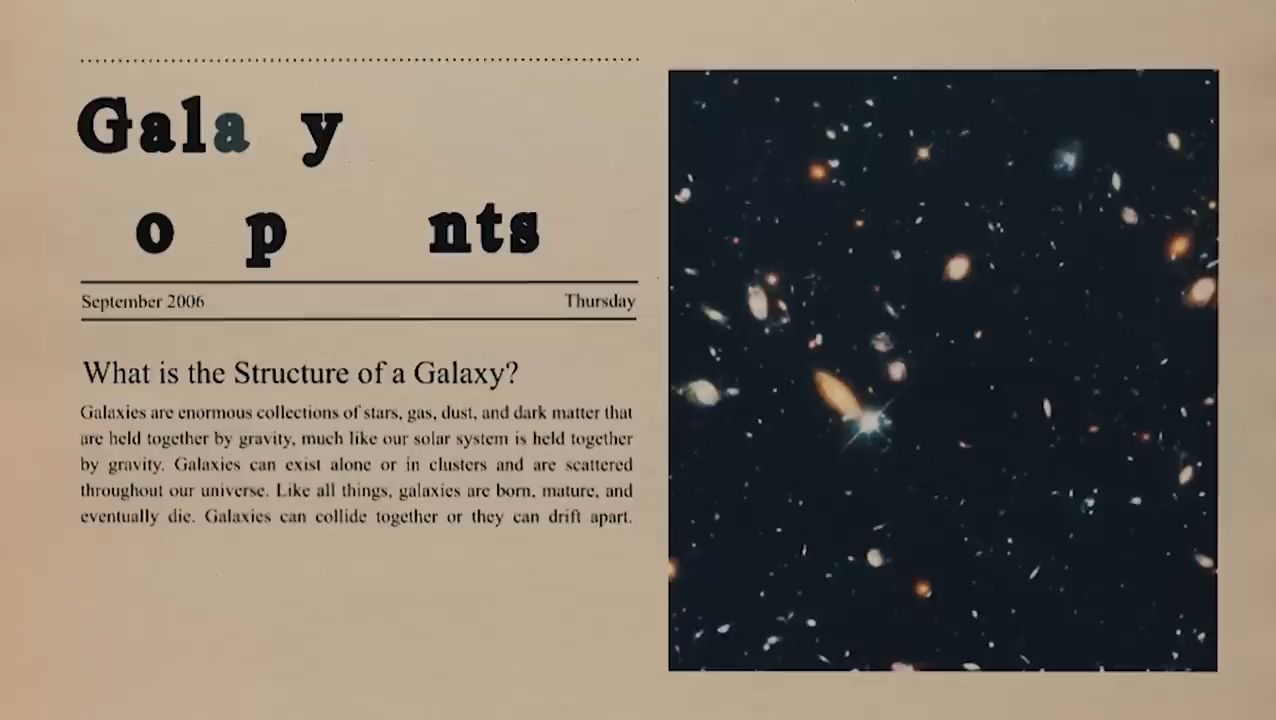 Gala y
o p nts
September 2006 Thursday
What is the Structure of a Galaxy?
Galaxies are enormous collections of stars, gas, dust, and dark matter that
are held together by gravity, much like our solar system is held together
by gravity. Galaxies can exist alone or in clusters and are scattered
throughout our universe. Like all things, galaxies are born, mature, and
eventually die. Galaxies can collide together or they can drift apart.